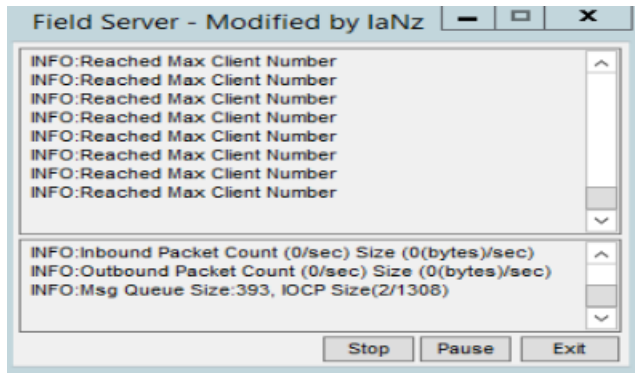 Field Server - Modified by IaNz
INFO:Reached Max Client Number
INFO:Reached Max Client Number
INFO:Reached Max Client Number
INFO:Reached Max Client Number
INFO:Reached Max Client Number
INFO:Reached Max Client Number
INFO:Reached Max Client Number
INFO:Reached Max Client Number
INFO:Inbound Packet Count (0/sec) Size (0(bytes)/sec)
INFO:Outbound Packet Count (0/sec) Size (0(bytes)/sec)
INFO:Msg Queue Size:393, IOCP Size(2/1308)
Stop Pause Exit